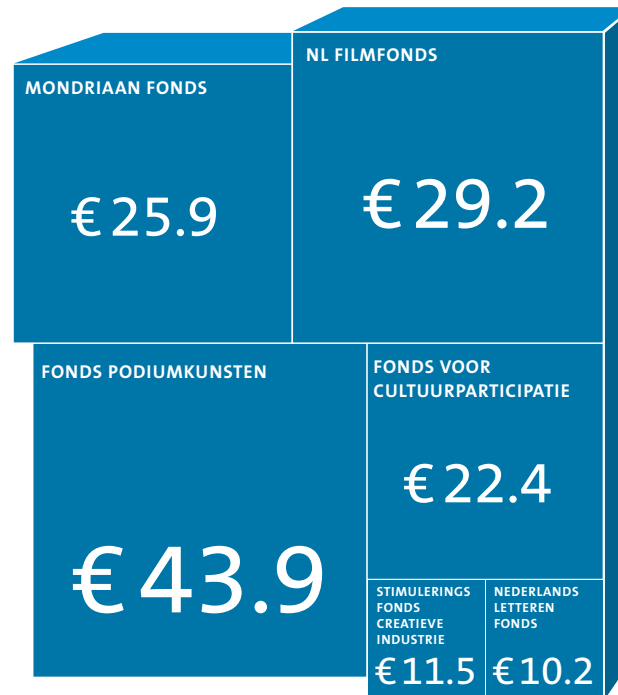 MONDRIAAN FONDS
€ 25.9
NL FILMFONDS
€ 29.2
FONDS PODIUMKUNSTEN
€ 43.9
FONDS VOOR
CULTUURPARTICIPATIE
€ 22.4
STIMULERINGS
FONDS
CREATIEVE
INDUSTRIE
€ 11.5
NEDERLANDS
LETTEREN
FONDS
€ 10.2